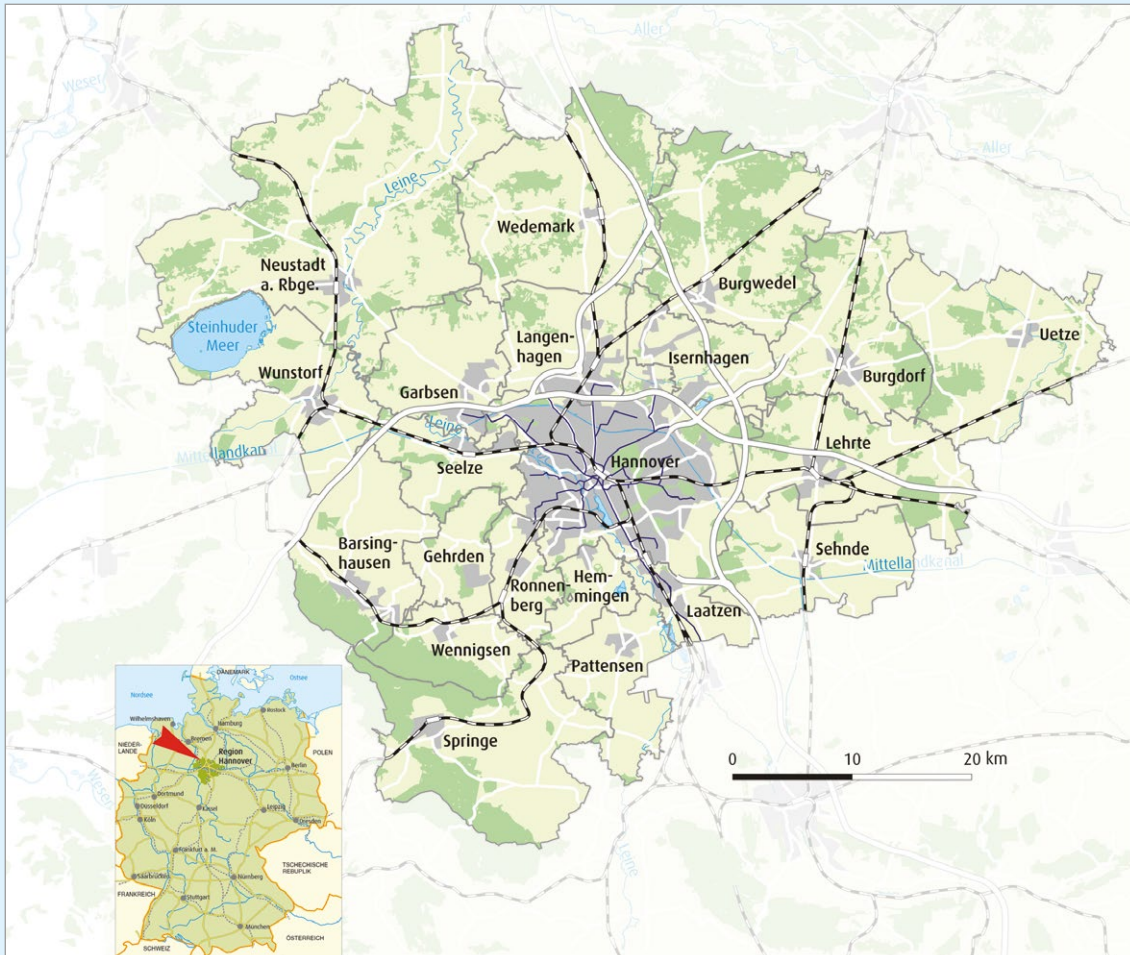 Aller
Weser
Aller
Leine
Wedemark
Neustadt
a. Rbge.
Burgwedel
Steinhuder
Meer
Langen-
hagen
Uetze
Isernhagen
Wunstorf
Burgdorf
Garbsen
Leine
Mittellandkanal
Lehrte
Seelze
Hannover
Barsing-
hausen
Gehrden
Sehnde
Mittellandkanal
Ronnen-
berg
Hem-
mingen
Laatzen
Wennigsen
Pattensen
Springe
0 10 20 km
Weser
Leine
DÄNEMARK
Nordsee
Ostsee
Rostock
Wilhelmshaven
Hamburg
Bremen
NIEDER-
LANDE
POLEN
Region
Hannover
Berlin
Dortmund
Düsseldorf
Kassel
Leipzig
Köln
Dresden
Frankfurt a. M.
TSCHECHISCHE
REBUPLIK
Saarbrücken
Nürnberg
FRANKREICH
Stuttgart
München
ÖSTERREICH
SCHWEIZ